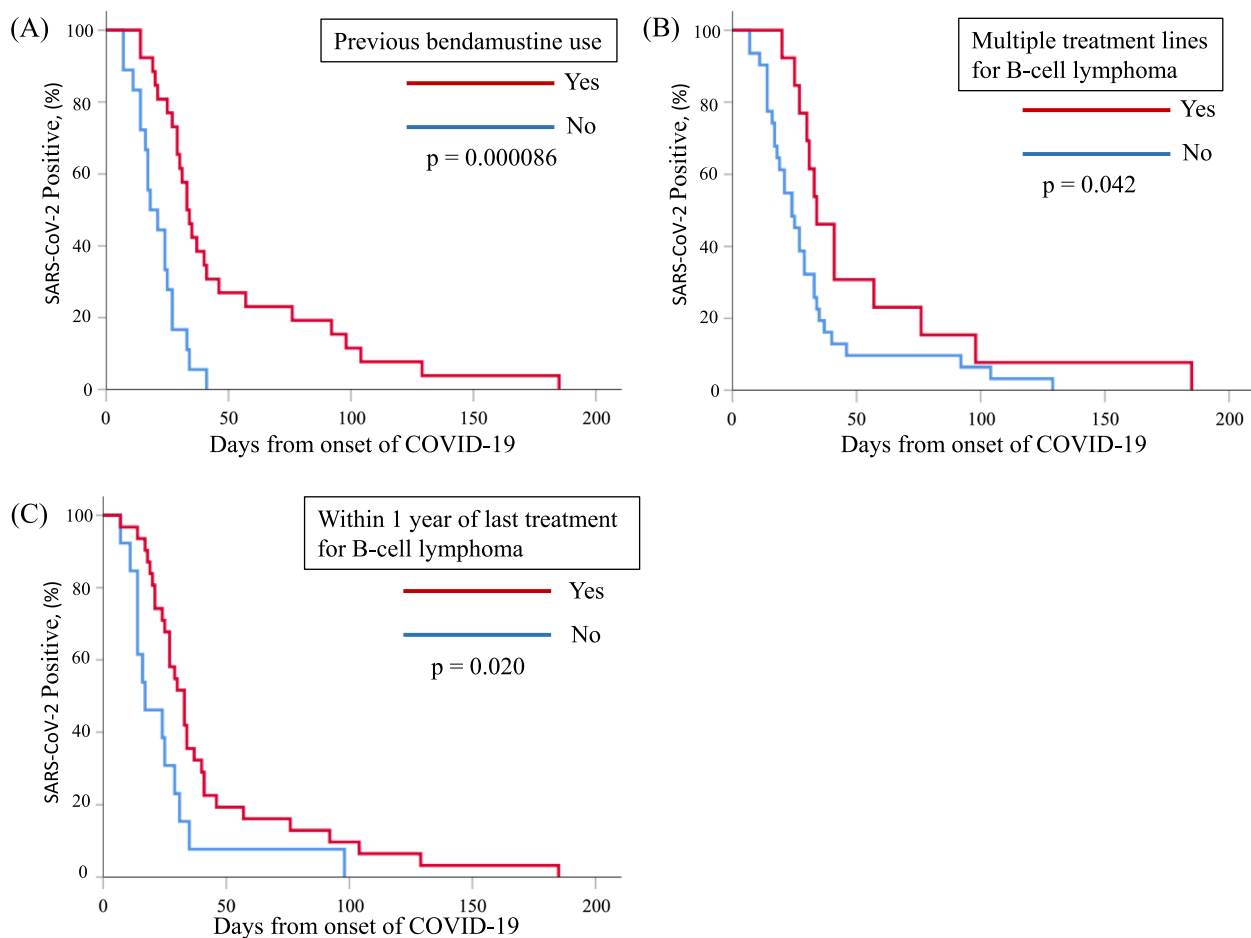 (A)
Previous bendamustine use
Yes
No
p = 0.000086
SARS-CoV-2 Positive, (%)
100
80
60
40
20
0
0
50
100
150
200
Days from onset of COVID-19
(B)
Multiple treatment lines
for B-cell lymphoma
Yes
No
p = 0.042
SARS-CoV-2 Positive, (%)
100
80
60
40
20
0
0
50
100
150
200
Days from onset of COVID-19
(C)
Within 1 year of last treatment
for B-cell lymphoma
Yes
No
p = 0.020
SARS-CoV-2 Positive, (%)
100
80
60
40
20
0
0
50
100
150
200
Days from onset of COVID-19